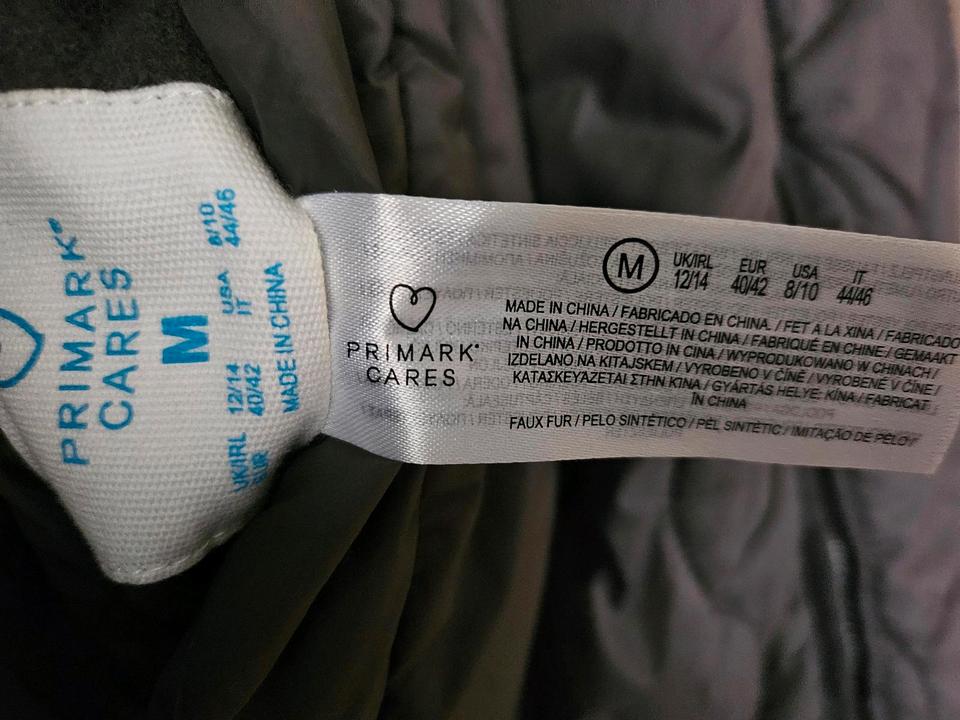 PRIMARK®
CARES
M
UK/IRL 12/14 USA 8/10
EUR 40/42 IT 44/46
MADE IN CHINA
PRIMARK®
CARES
M
UK/IRL EUR USA IT
12/14 40/42 8/10 44/46
MADE IN CHINA / FABRICADO EN CHINA. / FET A LA XINA / FABRICADO
NA CHINA / HERGESTELLT IN CHINA / FABRIQUÉ EN CHINE / GEMAAKT
IN CHINA / PRODOTTO IN CINA / WYPRODUKOWANO W CHINACH /
IZDELANO NA KITAJSKEM / VYROBENO V ČÍNĚ / VYROBENÉ V ČÍNE /
ΚΑΤΑΣΚΕΥΆΖΕΤΑΙ ΣΤΗΝ ΚΊΝΑ / GYÁRTÁS HELYE: KÍNA / FABRICAT
ÎN CHINA
FAUX FUR / PELO SINTÉTICO / PÈL SINTÈTIC / IMITAÇÃO DE PELO /